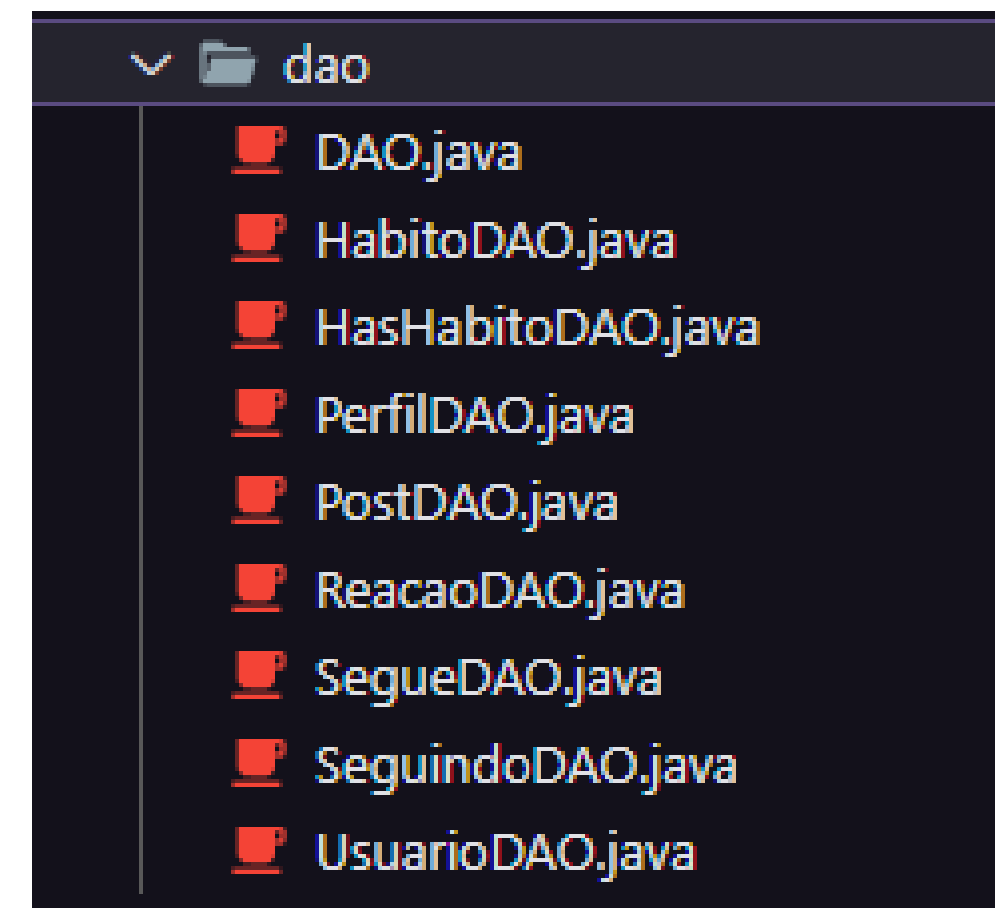 dao
DAO.java
HabitoDAO.java
HasHabitoDAO.java
PerfilDAO.java
PostDAO.java
ReacaoDAO.java
SegueDAO.java
SeguindoDAO.java
UsuarioDAO.java